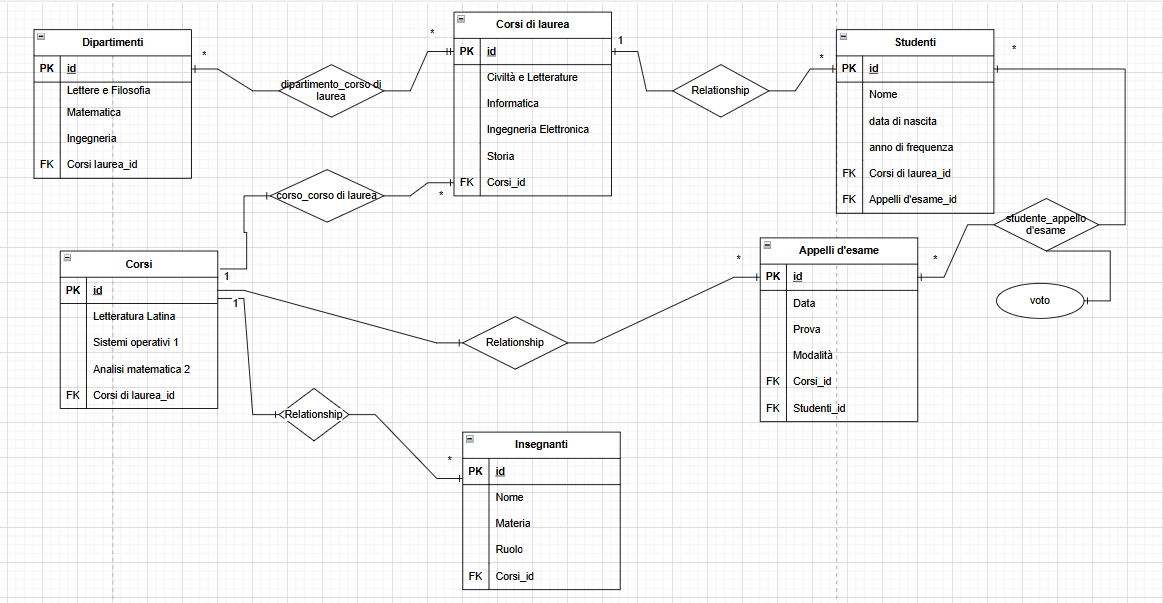 Dipartimenti
PK id
Lettere e Filosofia
Matematica
Ingegneria
FK Corsi laurea_id
*
dipartimento_corso di
laurea
*
Corsi di laurea
PK id
Civiltà e Letterature
Informatica
Ingegneria Elettronica
Storia
FK Corsi_id
1
Relationship
*
Studenti
PK id
Nome
data di nascita
anno di frequenza
FK Corsi di laurea_id
FK Appelli d'esame_id
*
corso_corso di laurea
*
studente_appello
d'esame
*
voto
Corsi
PK id
Letteratura Latina
Sistemi operativi 1
Analisi matematica 2
FK Corsi di laurea_id
1
1
Relationship
*
Appelli d'esame
PK id
Data
Prova
Modalità
FK Corsi_id
FK Studenti_id
Relationship
*
Insegnanti
PK id
Nome
Materia
Ruolo
FK Corsi_id